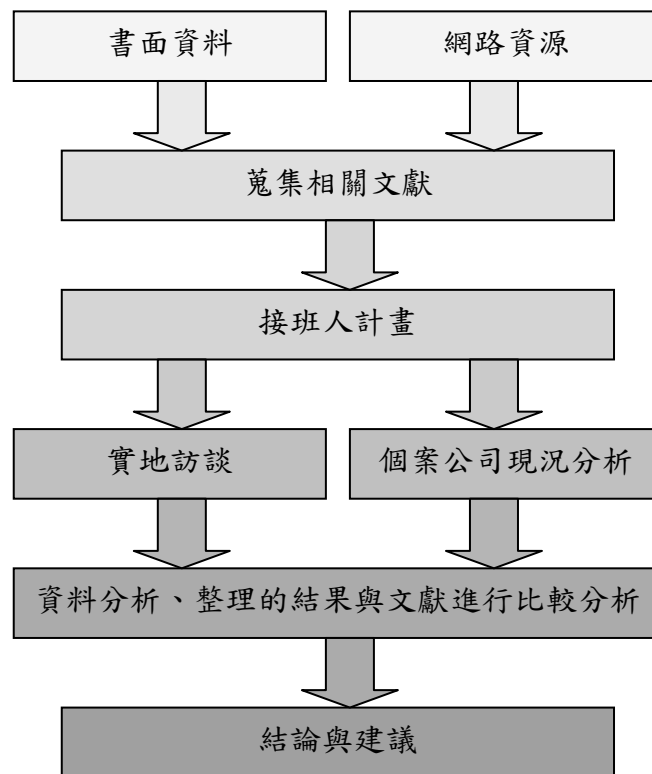 書面資料
網路資源
蒐集相關文獻
接班人計畫
實地訪談
個案公司現況分析
資料分析、整理的結果與文獻進行比較分析
結論與建議